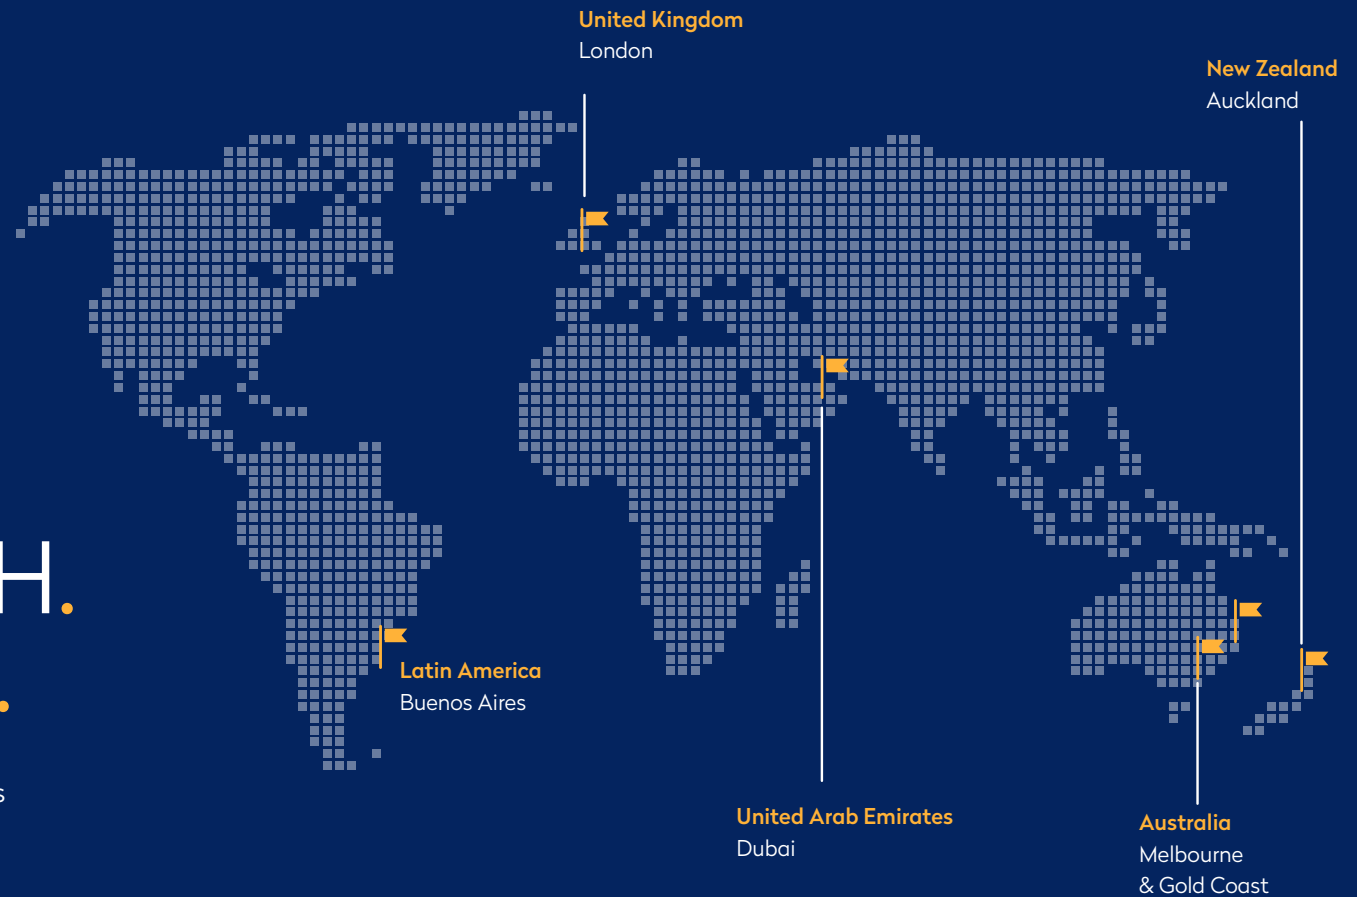 United Kingdom
London
New Zealand
Auckland
H.
.
s
Latin America
Buenos Aires
United Arab Emirates
Dubai
Australia
Melbourne
& Gold Coast